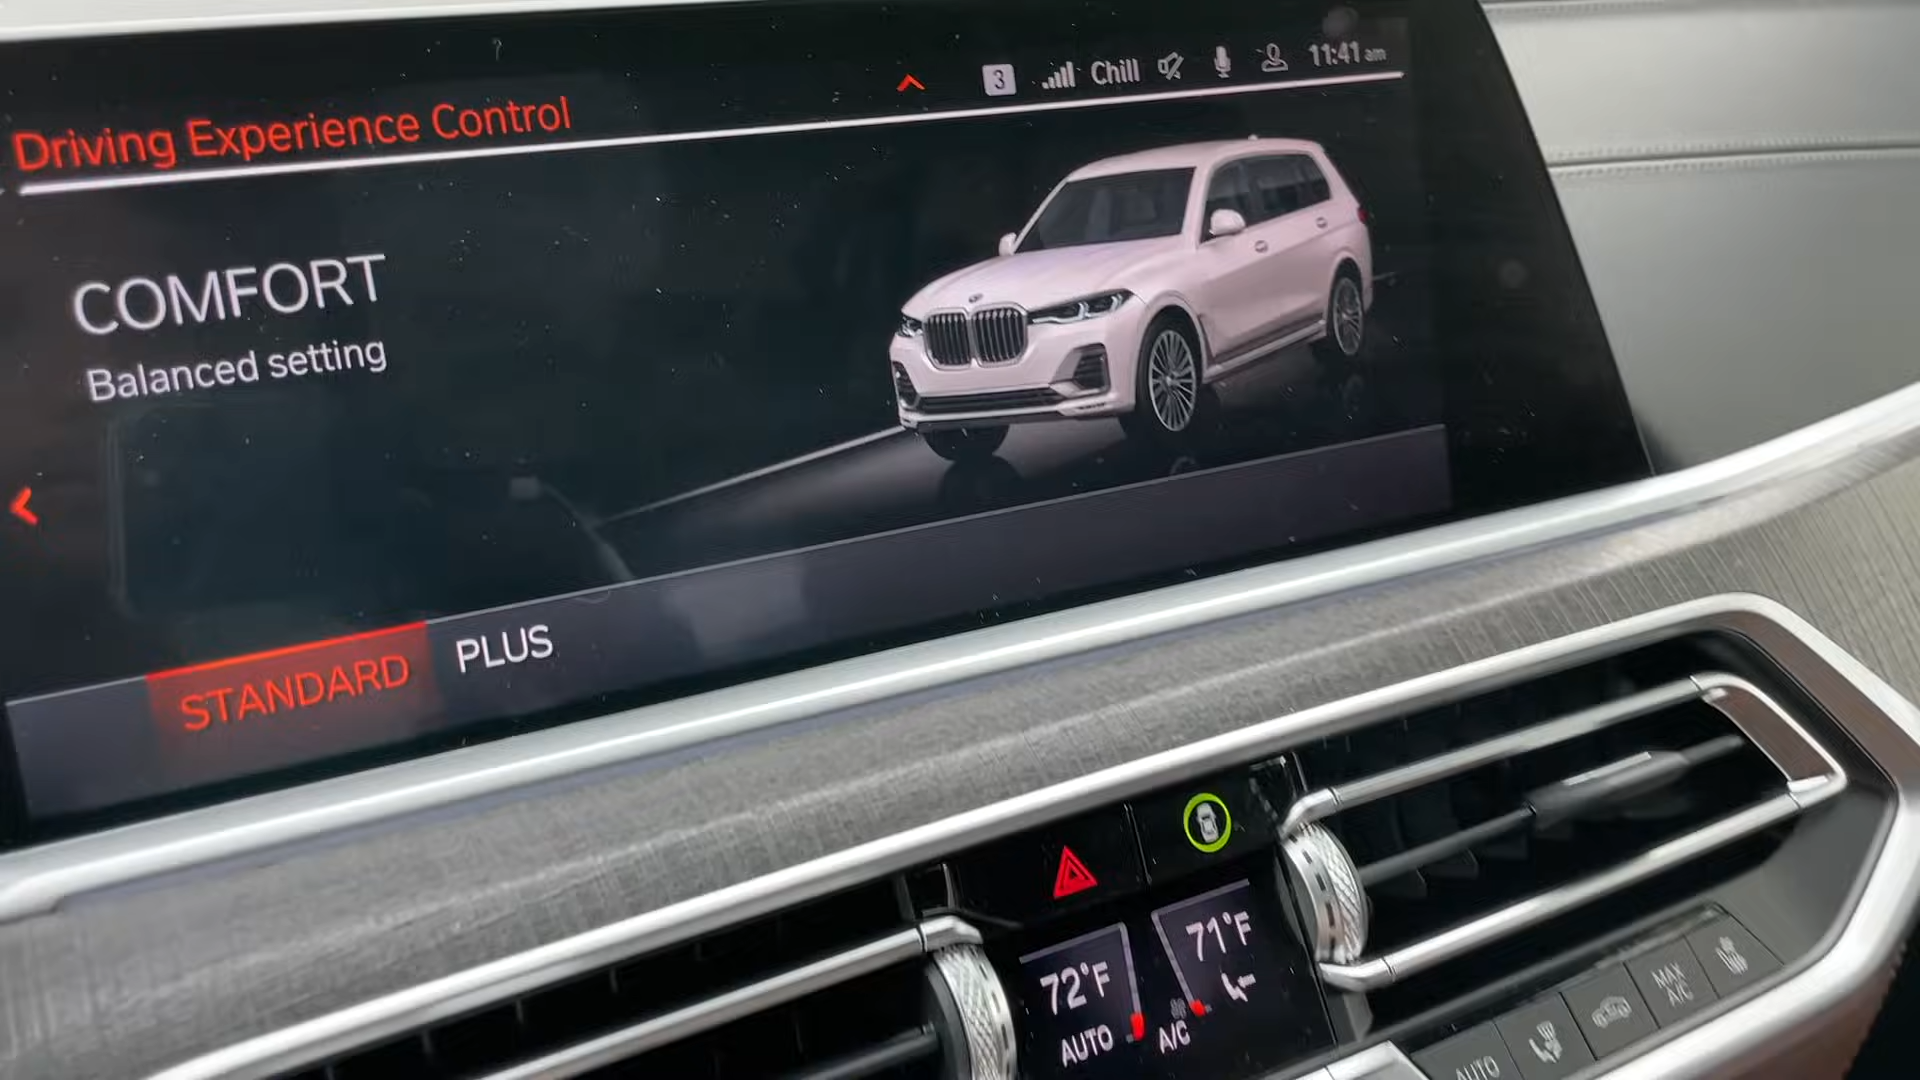 3 Chill 11:41 am
Driving Experience Control
COMFORT
Balanced setting
STANDARD PLUS
72°F 71°F
AUTO A/C
AUTO MAX A/C